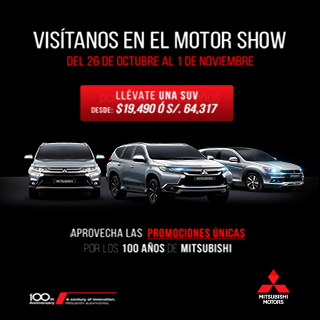 VISÍTANOS EN EL MOTOR SHOW
DEL 26 DE OCTUBRE AL 1 DE NOVIEMBRE
LLÉVATE UNA SUV
DESDE: $19,490 Ó S/. 64,317
APROVECHA LAS PROMOCIONES ÚNICAS
POR LOS 100 AÑOS DE MITSUBISHI
100th
Anniversary
A century of innovation.
Mitsubishi automobiles.
MITSUBISHI
MOTORS